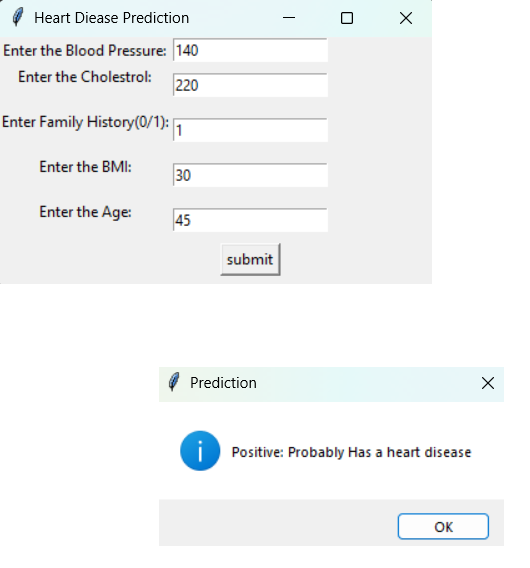 Heart Diease Prediction
Enter the Blood Pressure: 140
Enter the Cholestrol: 220
Enter Family History(0/1): 1
Enter the BMI: 30
Enter the Age: 45
submit
Prediction
i
Positive: Probably Has a heart disease
OK